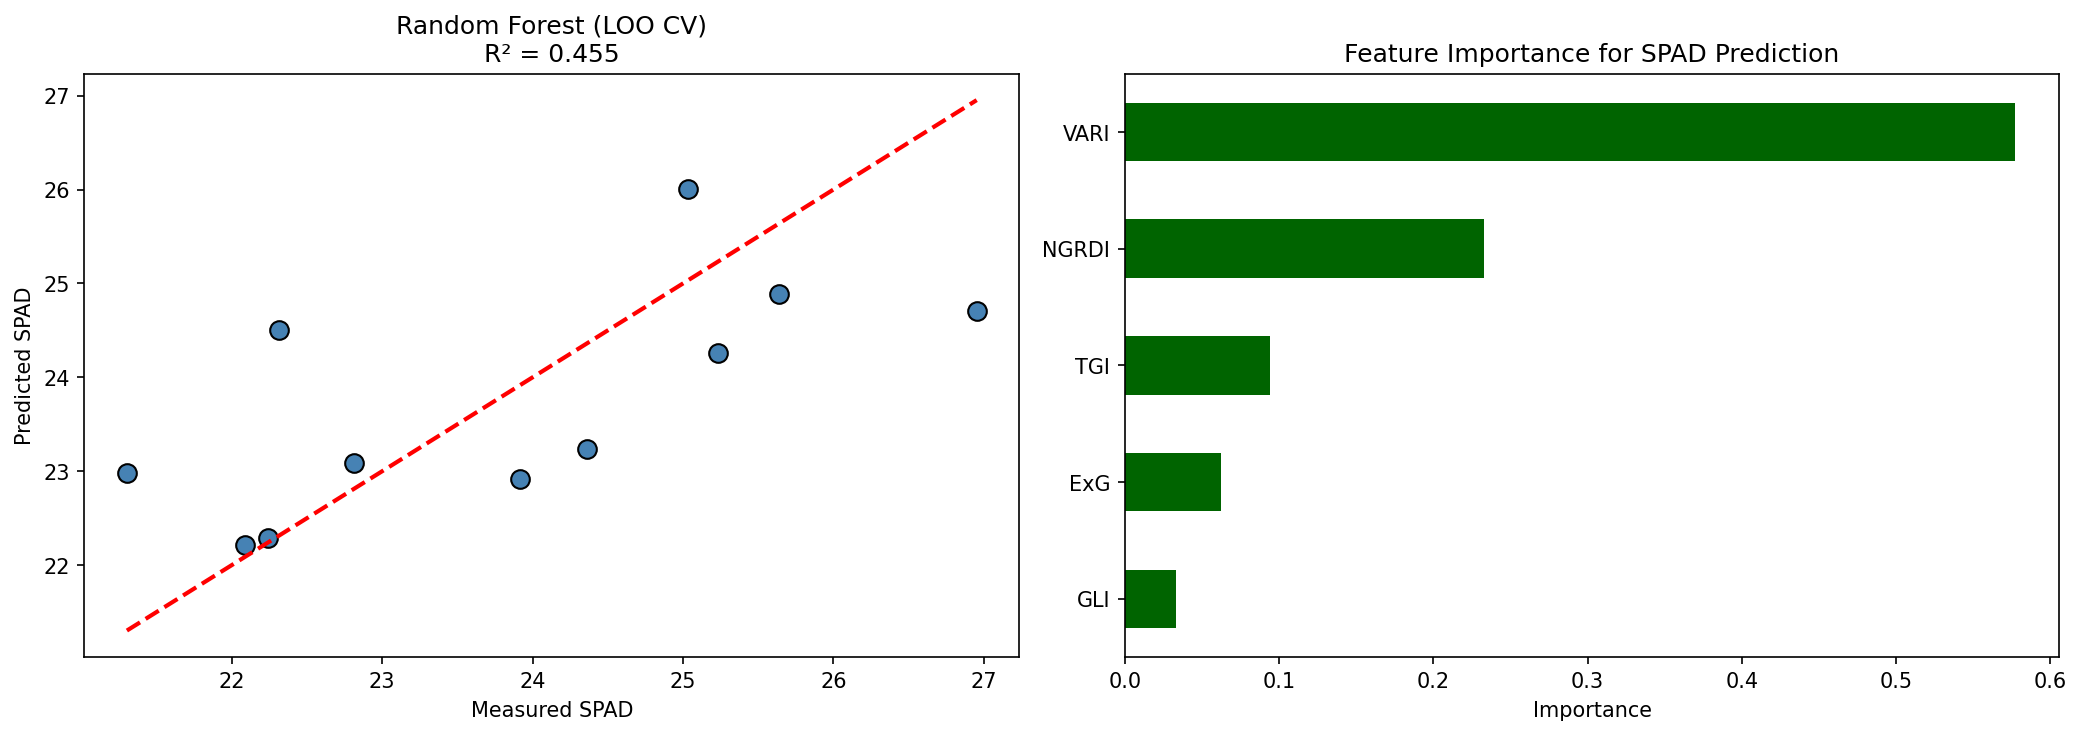 Random Forest (LOO CV)
R² = 0.455
27
26
25
24
23
22
Predicted SPAD
22
23
24
25
26
27
Measured SPAD
Feature Importance for SPAD Prediction
VARI
NGRDI
TGI
ExG
GLI
0.0
0.1
0.2
0.3
0.4
0.5
0.6
Importance